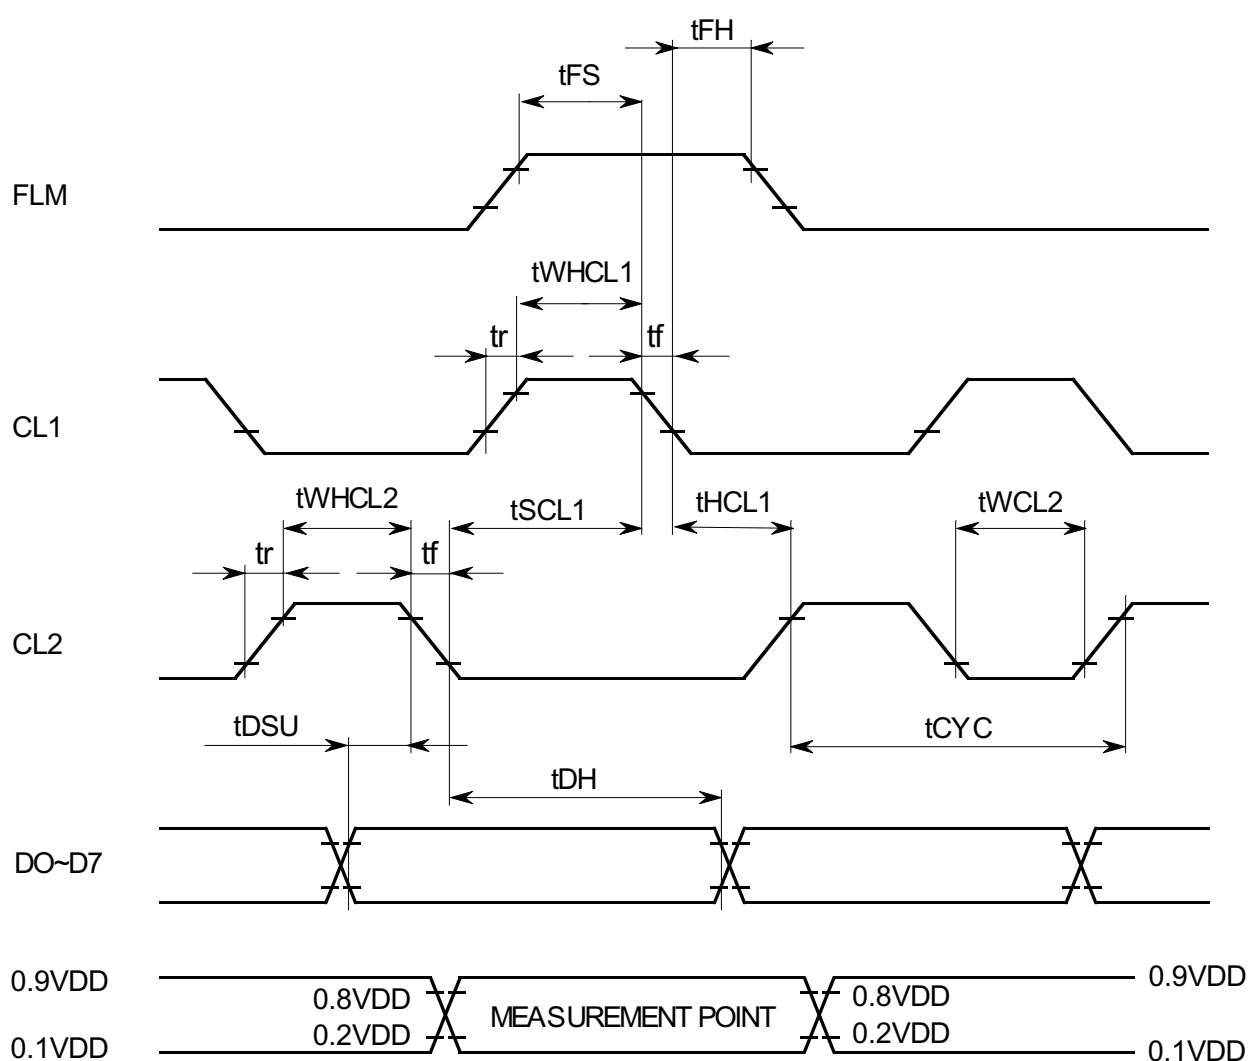 tFH
tFS
FLM
tWHCL1
tr
tf
CL1
tWHCL2
tSCL1
tHCL1
tWCL2
tr
tf
CL2
tDSU
tCYC
tDH
DO~D7
0.9VDD
0.8VDD
MEASUREMENT POINT
0.8VDD
0.9VDD
0.2VDD
0.2VDD
0.1VDD
0.1VDD